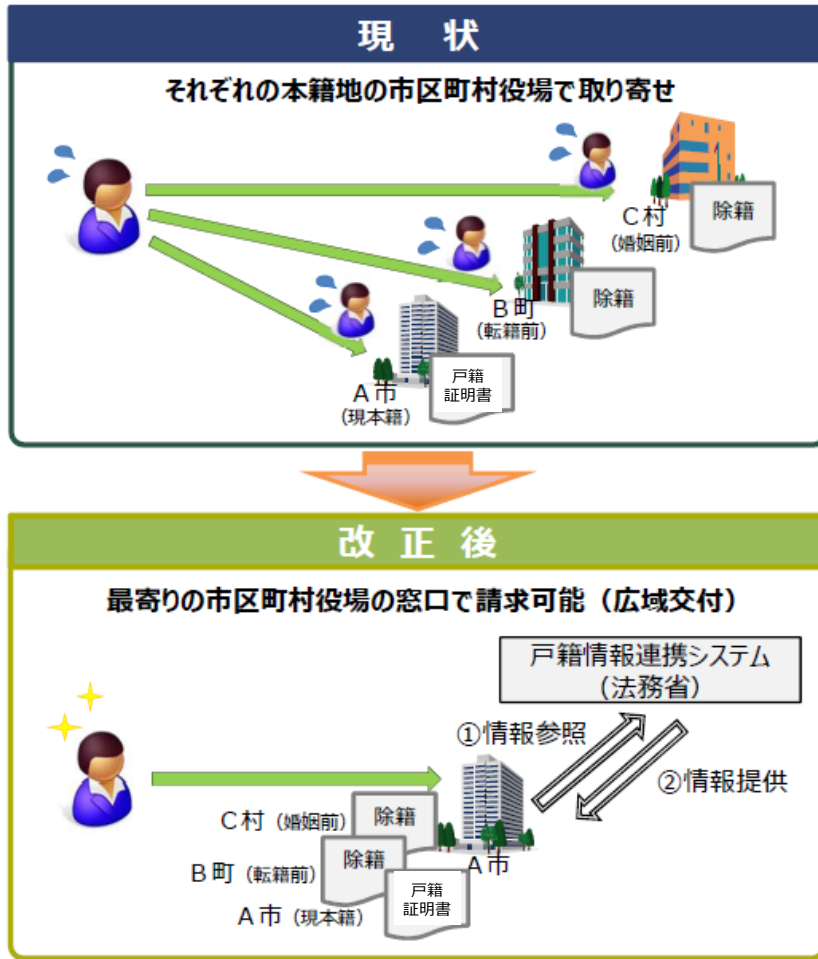 現 状
それぞれの本籍地の市区町村役場で取り寄せ
C村
(婚姻前)
除籍
B町
(転籍前)
除籍
A市
(現本籍)
戸籍
証明書
改 正 後
最寄りの市区町村役場の窓口で請求可能（広域交付）
戸籍情報連携システム
（法務省）
①情報参照
②情報提供
C村（婚姻前）
除籍
B町（転籍前）
除籍
A市（現本籍）
戸籍
証明書
A市